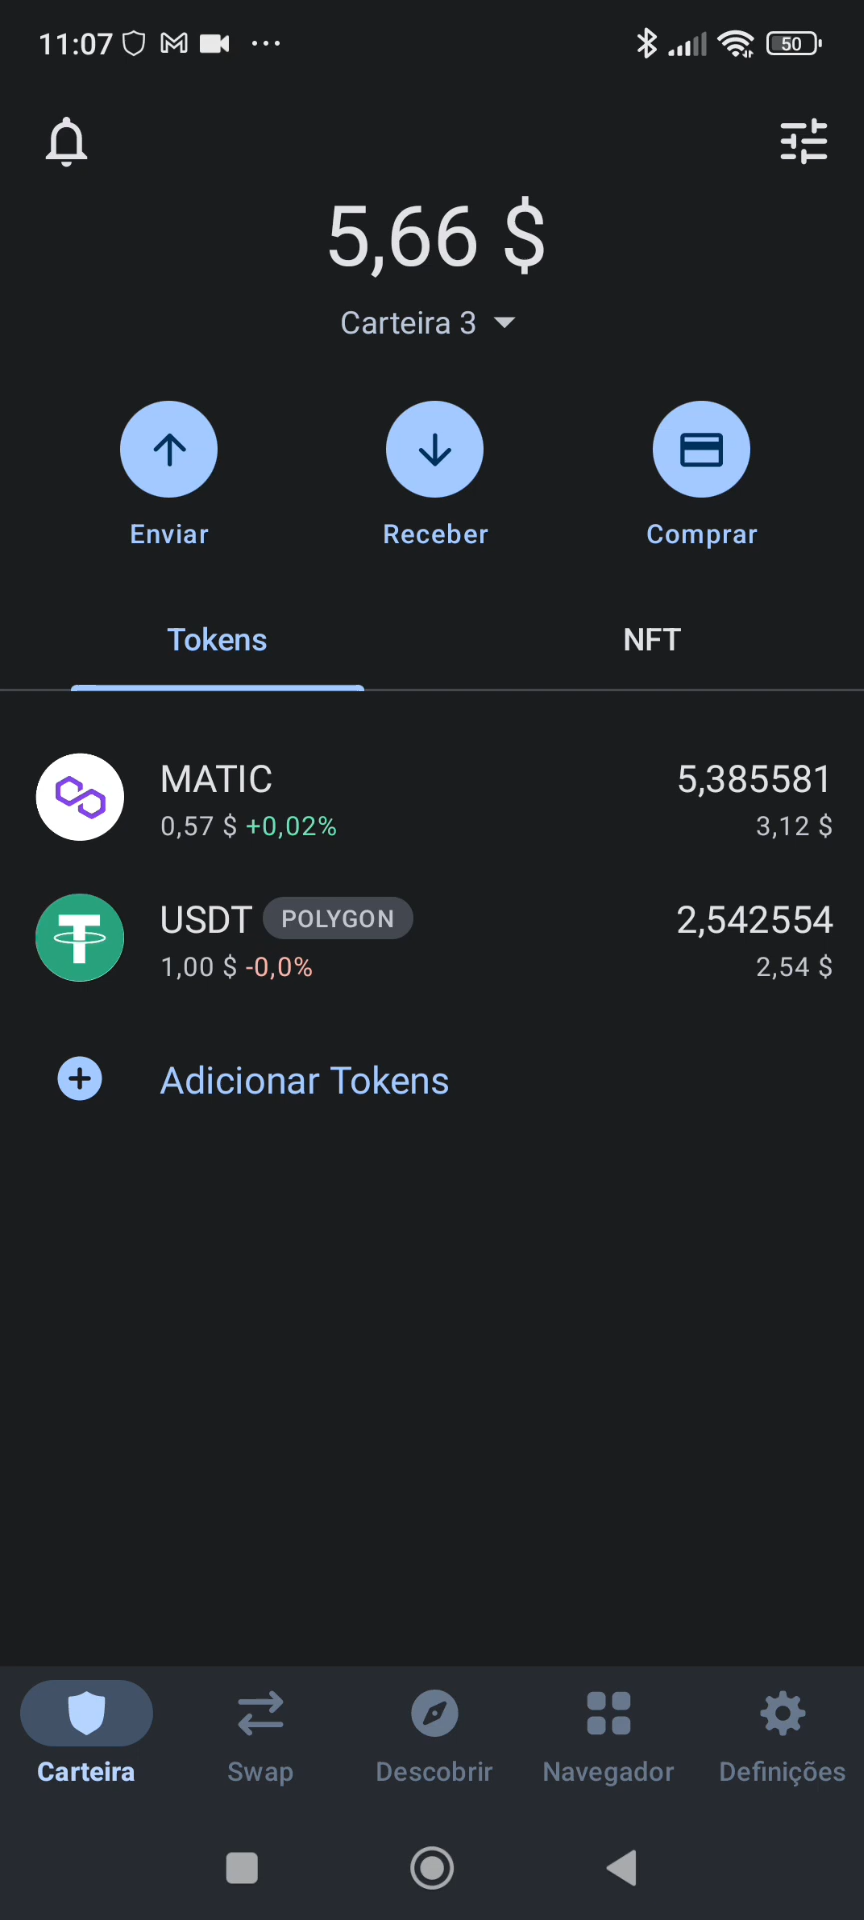 11:07 50
5,66 $
Carteira 3
Enviar Receber Comprar
Tokens NFT
MATIC 5,385581
0,57 $ +0,02% 3,12 $
USDT POLYGON 2,542554
1,00 $ -0,0% 2,54 $
Adicionar Tokens
Carteira Swap Descobrir Navegador Definições